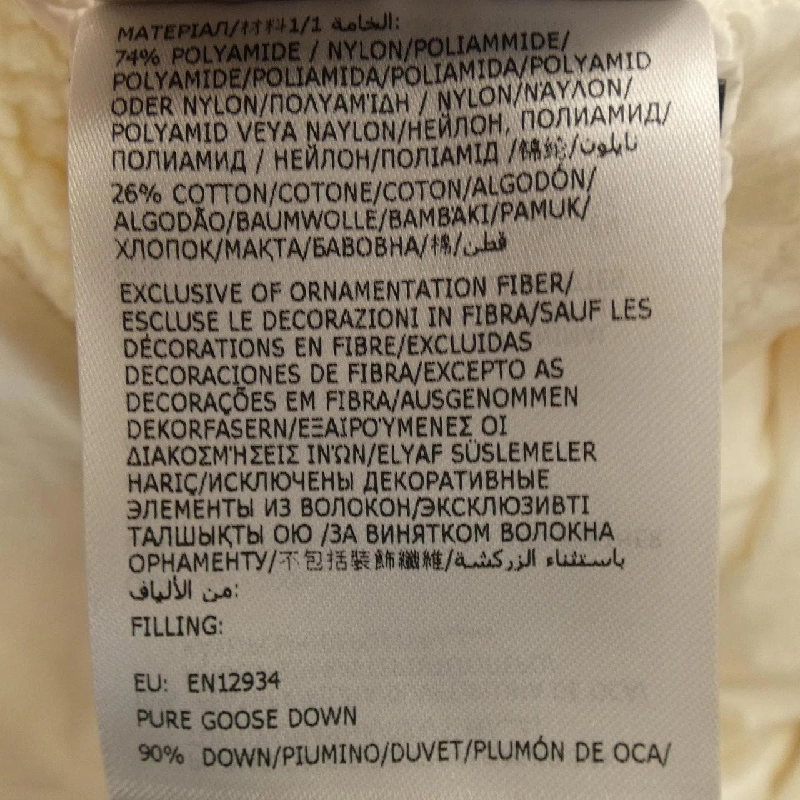 МАТЕРІАЛ/材料1/1 الخامة:
74% POLYAMIDE / NYLON/POLIAMMIDE/
POLYAMIDE/POLIAMIDA/POLIAMIDA/POLYAMID
ODER NYLON/ΠΟΛΥΑΜΊΔΗ / NYLON/ΝΆΥΛΟΝ/
POLYAMID VEYA NAYLON/НЕЙЛОН, ПОЛИАМИД/
ПОЛИАМИД / НЕЙЛОН/ПОЛІАМІД /錦綸/نايلون
26% COTTON/COTONE/COTON/ALGODÓN/
ALGODÃO/BAUMWOLLE/ΒΑΜΒΆΚΙ/PAMUK/
ХЛОПОК/МАҚТА/БАВОВНА/棉/قطن
EXCLUSIVE OF ORNAMENTATION FIBER/
ESCLUSE LE DECORAZIONI IN FIBRA/SAUF LES
DÉCORATIONS EN FIBRE/EXCLUIDAS
DECORACIONES DE FIBRA/EXCEPTO AS
DECORAÇÕES EM FIBRA/AUSGENOMMEN
DEKORFASERN/ΕΞΑΙΡΟΎΜΕΝΕΣ ΟΙ
ΔΙΑΚΟΣΜΉΣΕΙΣ ΙΝΏΝ/ELYAF SÜSLEMELER
HARIÇ/ИСКЛЮЧЕНЫ ДЕКОРАТИВНЫЕ
ЭЛЕМЕНТЫ ИЗ ВОЛОКОН/ЭКСКЛЮЗИВТІ
ТАЛШЫҚТЫ ОЮ /ЗА ВИНЯТКОМ ВОЛОКНА
ОРНАМЕНТУ/不包括裝飾纖維/باستثناء الزركشة
من الألياف:
FILLING:
EU: EN12934
PURE GOOSE DOWN
90% DOWN/PIUMINO/DUVET/PLUMÓN DE OCA/